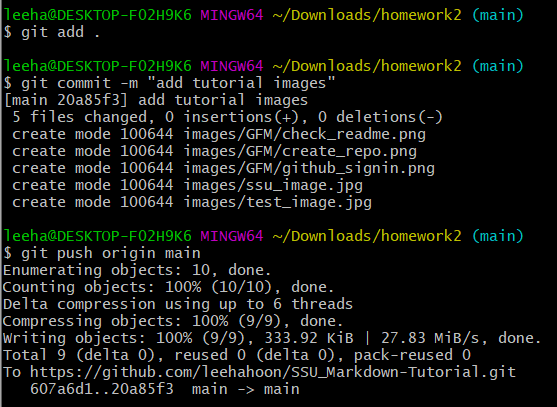 leeha@DESKTOP-F02H9K6 MINGW64 ~/Downloads/homework2 (main)
$ git add .
leeha@DESKTOP-F02H9K6 MINGW64 ~/Downloads/homework2 (main)
$ git commit -m "add tutorial images"
[main 20a85f3] add tutorial images
 5 files changed, 0 insertions(+), 0 deletions(-)
 create mode 100644 images/GFM/check_readme.png
 create mode 100644 images/GFM/create_repo.png
 create mode 100644 images/GFM/github_signin.png
 create mode 100644 images/ssu_image.jpg
 create mode 100644 images/test_image.jpg
leeha@DESKTOP-F02H9K6 MINGW64 ~/Downloads/homework2 (main)
$ git push origin main
Enumerating objects: 10, done.
Counting objects: 100% (10/10), done.
Delta compression using up to 6 threads
Compressing objects: 100% (9/9), done.
Writing objects: 100% (9/9), 333.92 KiB | 27.83 MiB/s, done.
Total 9 (delta 0), reused 0 (delta 0), pack-reused 0
To https://github.com/leehahoon/SSU_Markdown-Tutorial.git
   607a6d1..20a85f3  main -> main